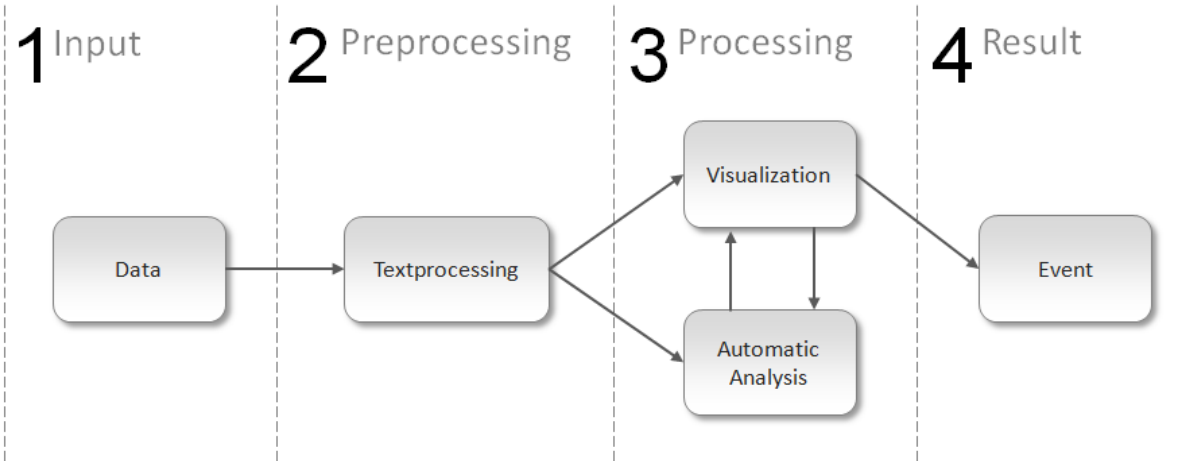 1 Input
2 Preprocessing
3 Processing
4 Result
Data
Textprocessing
Visualization
Automatic
Analysis
Event